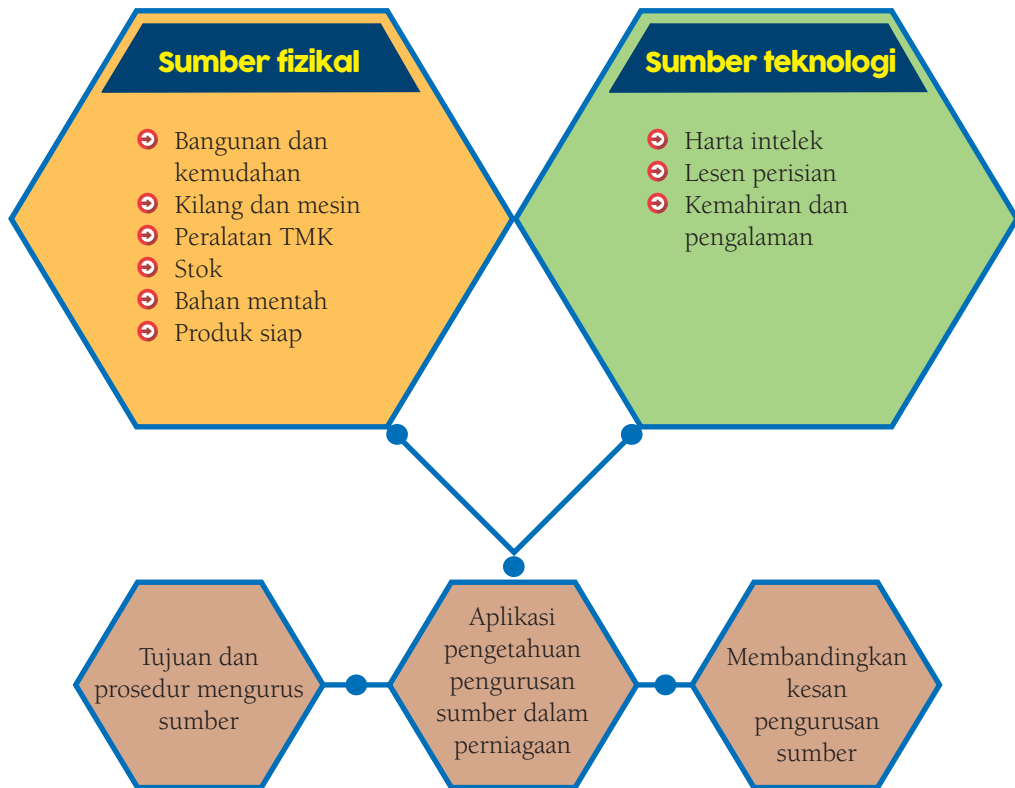 Sumber fizikal
Bangunan dan
kemudahan
Kilang dan mesin
Peralatan TMK
Stok
Bahan mentah
Produk siap
Sumber teknologi
Harta intelek
Lesen perisian
Kemahiran dan
pengalaman
Tujuan dan
prosedur mengurus
sumber
Aplikasi
pengetahuan
pengurusan
sumber dalam
perniagaan
Membandingkan
kesan
pengurusan
sumber